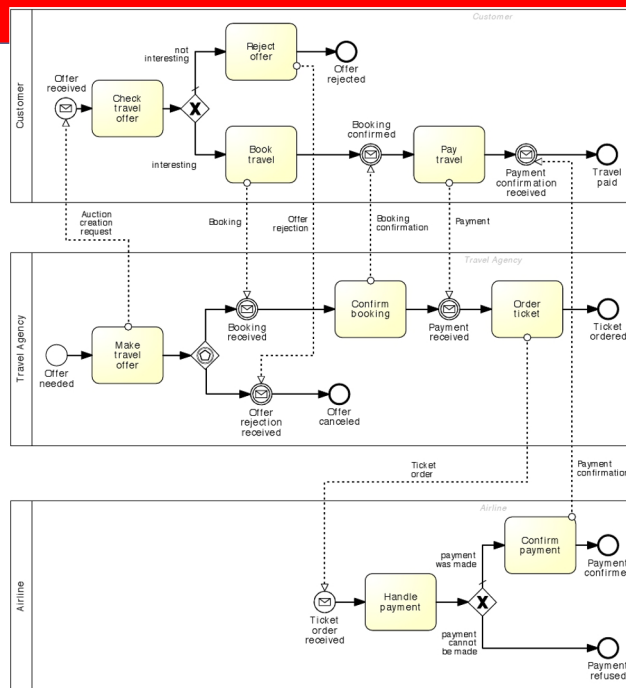 Customer
Customer
not
interesting
Reject
offer
Offer
rejected
Offer
received
Check
travel
offer
X
interesting
Book
travel
Booking
confirmed
Pay
travel
Payment
confirmation
received
Travel
paid
Auction
creation
request
Booking
Offer
rejection
Booking
confirmation
Payment
Travel Agency
Travel Agency
Offer
needed
Make
travel
offer
Booking
received
Confirm
booking
Payment
received
Order
ticket
Ticket
ordered
Offer
rejection
received
Offer
canceled
Ticket
order
Payment
confirmation
Airline
Airline
Ticket
order
received
Handle
payment
X
payment
was made
Confirm
payment
Payment
confirme
payment
cannot
be made
Payment
refused